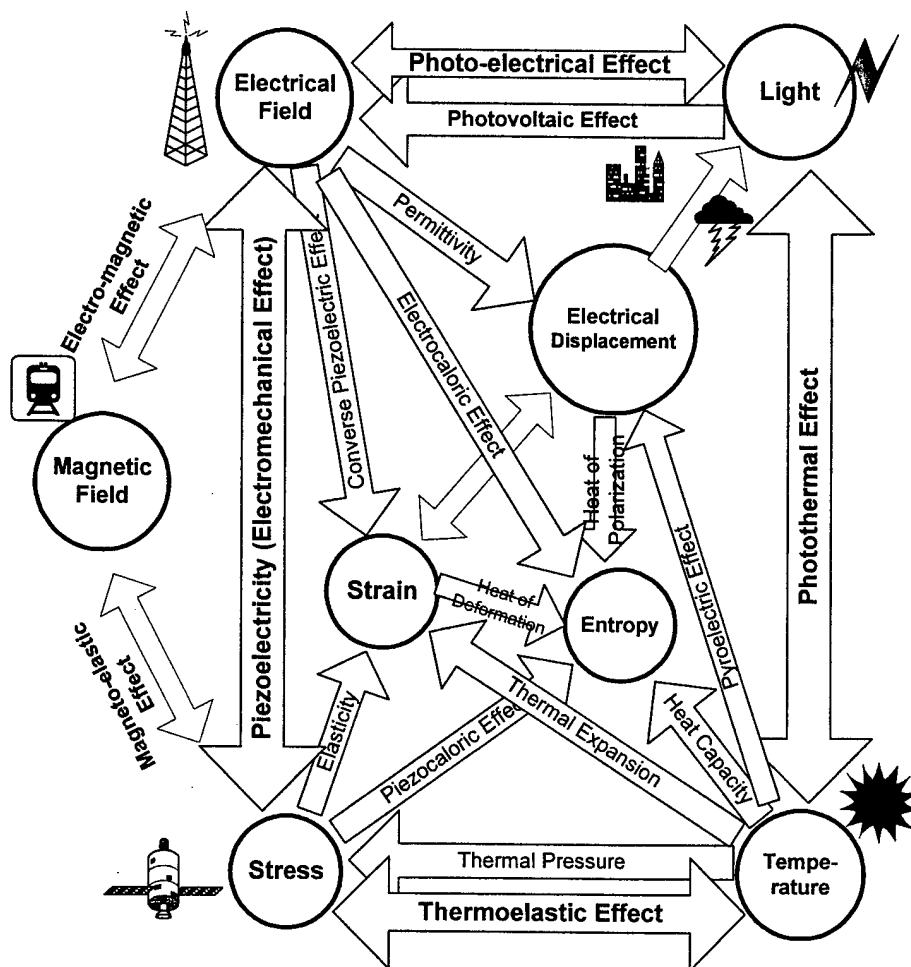 Electrical
Field
Photo-electrical Effect
Photovoltaic Effect
Light
Electro-magnetic
Effect
Piezoelectricity (Electromechanical Effect)
Converse Piezoelectric Effe
Permittivity
Electrocaloric Effect
Electrical
Displacement
Heat of
Polarization
Photothermal Effect
Magnetic
Field
Strain
Heat of
Deformation
Entropy
Pyroelectric Effect
Magneto-elastic
Effect
Elasticity
Piezocaloric Effect
Thermal Expansion
Heat Capacity
Stress
Thermal Pressure
Thermoelastic Effect
Tempe-
rature